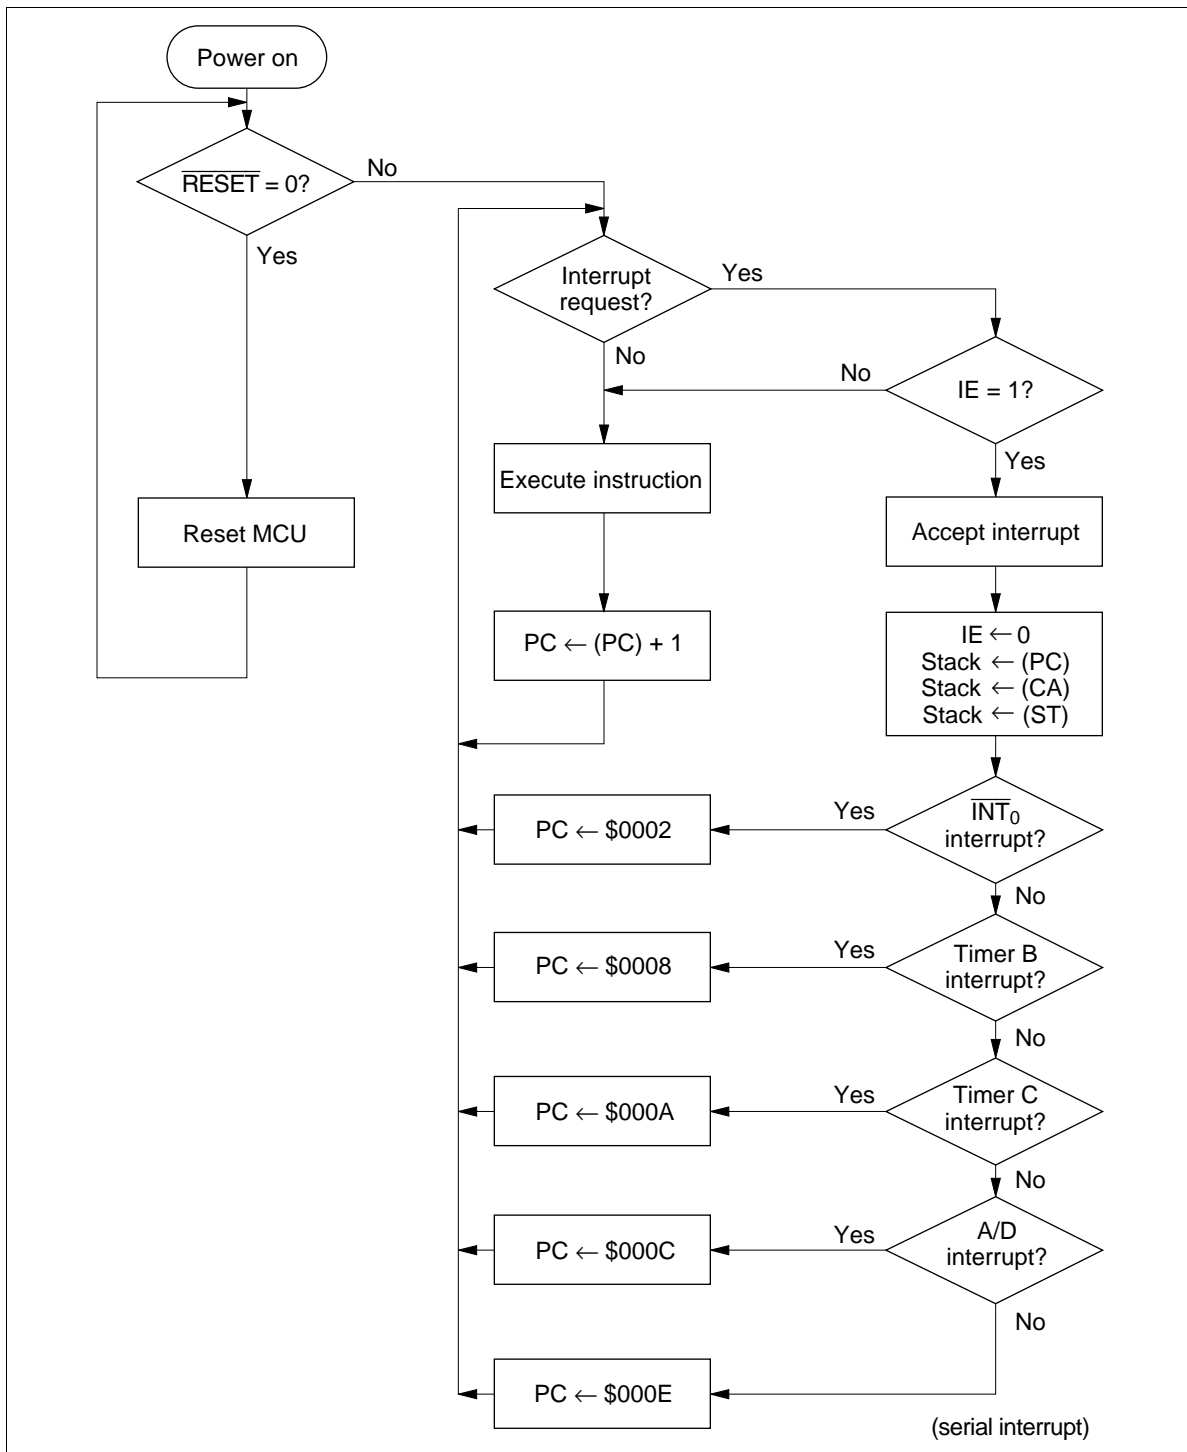 Power on
RESET = 0?
No
Yes
Interrupt
request?
Yes
No
No
IE = 1?
Yes
Execute instruction
Reset MCU
Accept interrupt
PC ← (PC) + 1
IE ← 0
Stack ← (PC)
Stack ← (CA)
Stack ← (ST)
PC ← $0002
Yes
INT0
interrupt?
No
PC ← $0008
Yes
Timer B
interrupt?
No
PC ← $000A
Yes
Timer C
interrupt?
No
PC ← $000C
Yes
A/D
interrupt?
No
PC ← $000E
(serial interrupt)